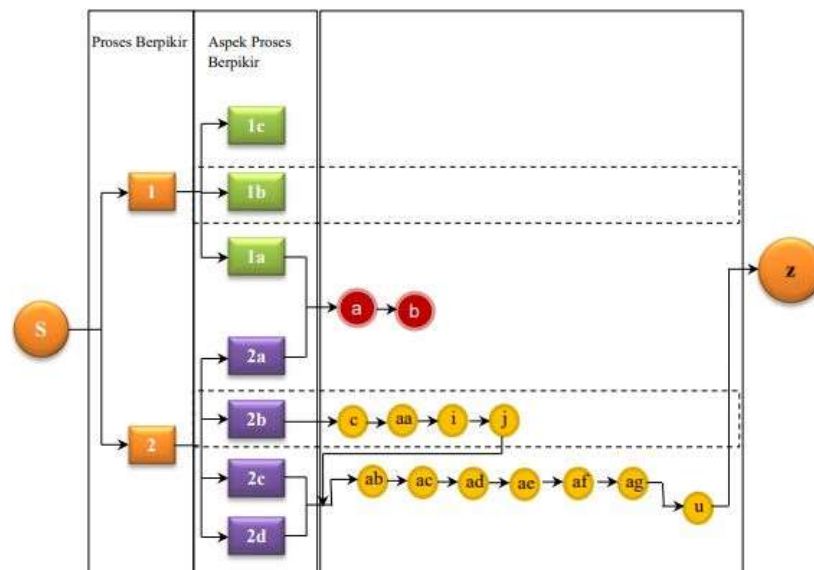 Proses Berpikir
Aspek Proses
Berpikir
1c
1
1b
1a
z
S
a
b
2a
2b
c
aa
i
j
2
2c
ab
ac
ad
ae
af
ag
u
2d